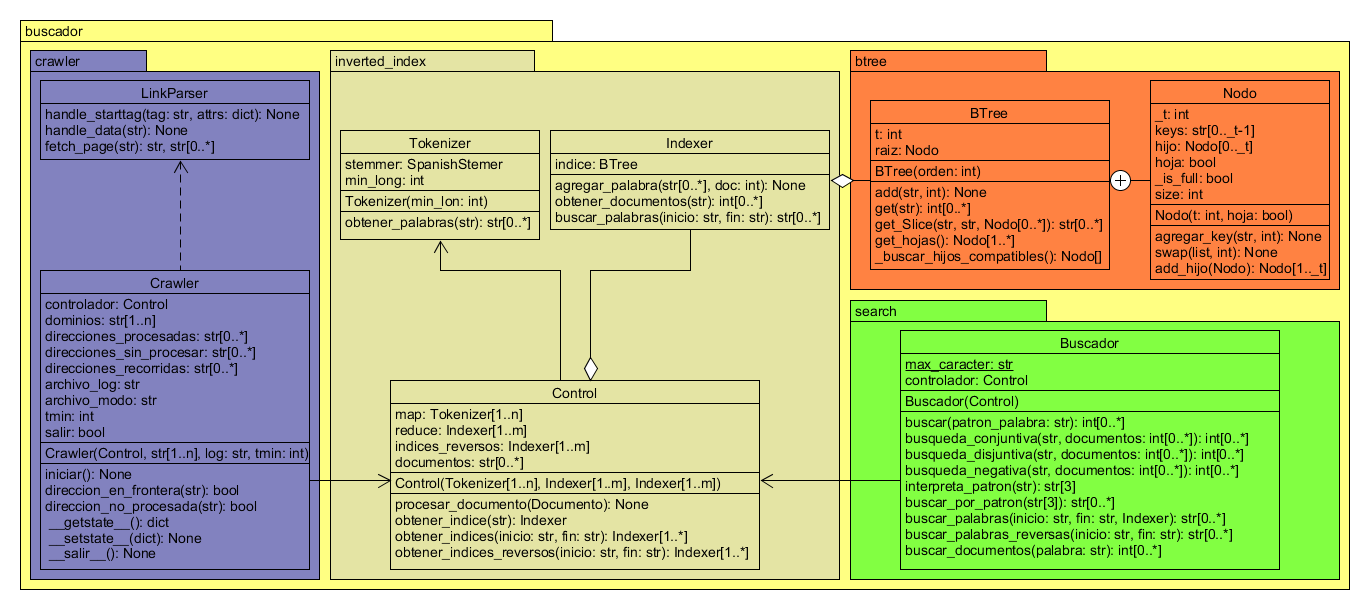 buscador
crawler
LinkParser
handle_starttag(tag: str, attrs: dict): None
handle_data(str): None
fetch_page(str): str, str[0..*]
Crawler
controlador: Control
dominios: str[1..n]
direcciones_procesadas: str[0..*]
direcciones_sin_procesar: str[0..*]
direcciones_recorridas: str[0..*]
archivo_log: str
archivo_modo: str
tmin: int
salir: bool
Crawler(Control, str[1..n], log: str, tmin: int)
iniciar(): None
direccion_en_frontera(str): bool
direccion_no_procesada(str): bool
__getstate__(): dict
__setstate__(dict): None
__salir__(): None
inverted_index
Tokenizer
stemmer: SpanishStemer
min_long: int
Tokenizer(min_lon: int)
obtener_palabras(str): str[0..*]
Indexer
indice: BTree
agregar_palabra(str[0..*], doc: int): None
obtener_documentos(str): int[0..*]
buscar_palabras(inicio: str, fin: str): str[0..*]
Control
map: Tokenizer[1..n]
reduce: Indexer[1..m]
indices_reversos: Indexer[1..m]
documentos: str[0..*]
Control(Tokenizer[1..n], Indexer[1..m], Indexer[1..m])
procesar_documento(Documento): None
obtener_indice(str): Indexer
obtener_indices(inicio: str, fin: str): Indexer[1..*]
obtener_indices_reversos(inicio: str, fin: str): Indexer[1..*]
btree
BTree
t: int
raiz: Nodo
BTree(orden: int)
add(str, int): None
get(str): int[0..*]
get_Slice(str, str, Nodo[0..*]): str[0..*]
get_hojas(): Nodo[1..*]
_buscar_hijos_compatibles(): Nodo[]
Nodo
_t: int
keys: str[0.._t-1]
hijo: Nodo[0.._t]
hoja: bool
_is_full: bool
size: int
Nodo(t: int, hoja: bool)
agregar_key(str, int): None
swap(list, int): None
add_hijo(Nodo): Nodo[1.._t]
search
Buscador
max_caracter: str
controlador: Control
Buscador(Control)
buscar(patron_palabra: str): int[0..*]
busqueda_conjuntiva(str, documentos: int[0..*]): int[0..*]
busqueda_disjuntiva(str, documentos: int[0..*]): int[0..*]
busqueda_negativa(str, documentos: int[0..*]): int[0..*]
interpreta_patron(str): str[3]
buscar_por_patron(str[3]): str[0..*]
buscar_palabras(inicio: str, fin: str, Indexer): str[0..*]
buscar_palabras_reversas(inicio: str, fin: str): str[0..*]
buscar_documentos(palabra: str): int[0..*]